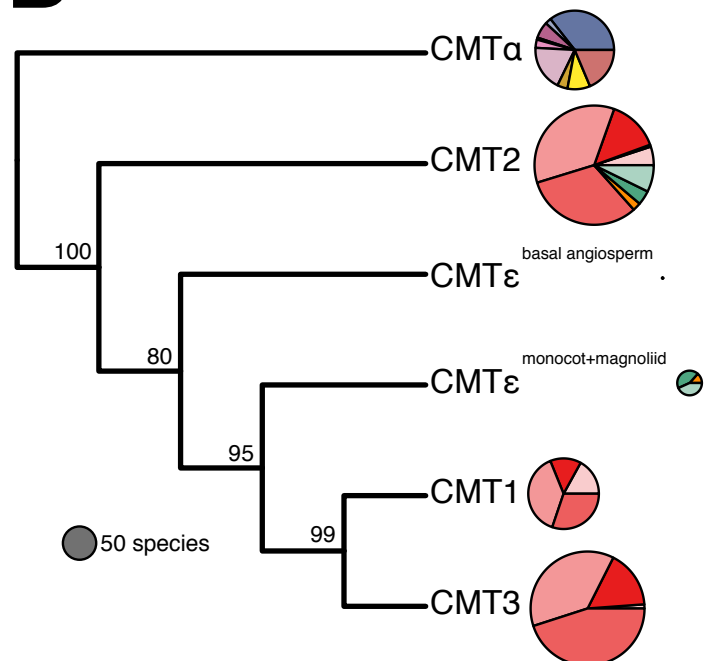 CMTα
CMT2
100
basal angiosperm
CMTε
80
monocot+magnoliid
CMTε
95
CMT1
99
50 species
CMT3